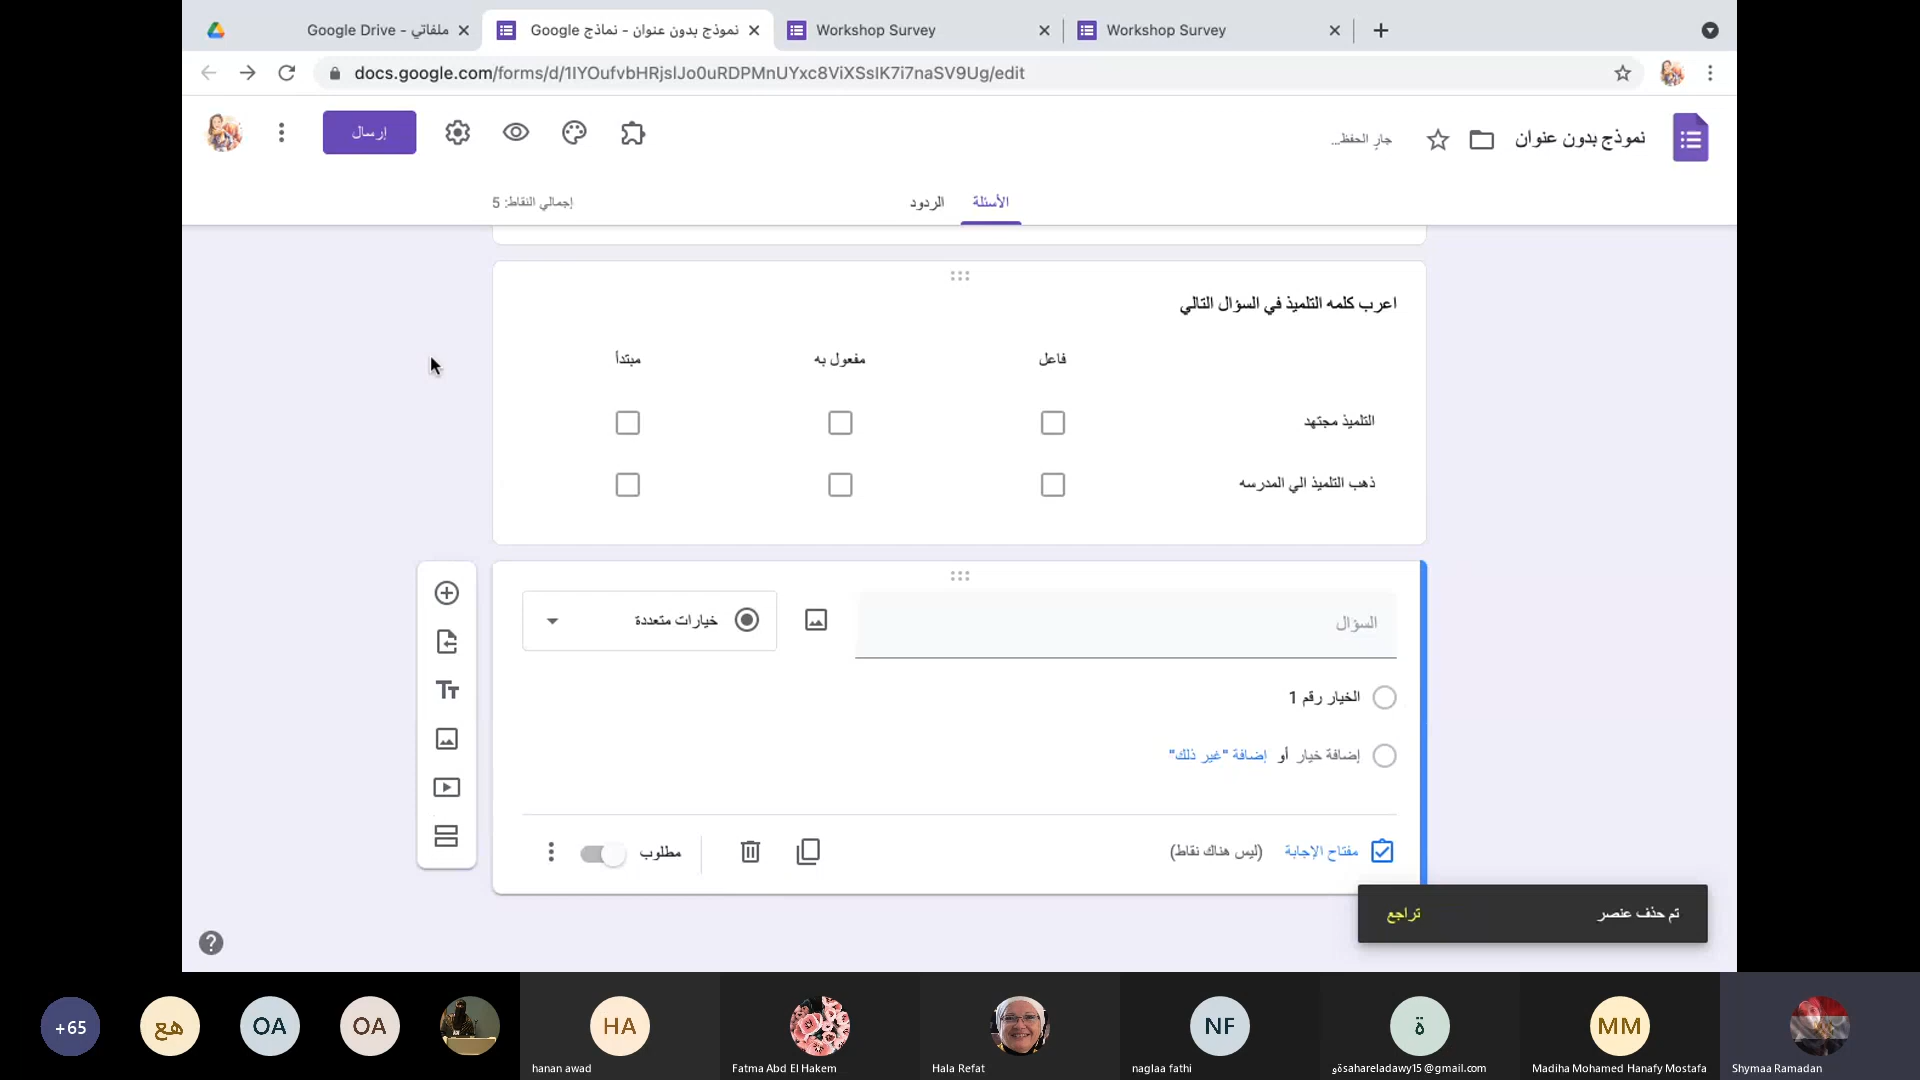 Google Drive - ملفاتي
نموذج بدون عنوان - نماذج Google
Workshop Survey
Workshop Survey
docs.google.com/forms/d/1IYOufvbHRjslJo0uRDPMnUYxc8ViXSsIK7i7naSV9Ug/edit
نموذج بدون عنوان
جارٍ الحفظ...
إرسال
الأسئلة
الردود
إجمالي النقاط: 5
اعرب كلمه التلميذ في السؤال التالي
فاعل
مفعول به
مبتدأ
التلميذ مجتهد
ذهب التلميذ الي المدرسه
السؤال
خيارات متعددة
الخيار رقم 1
إضافة خيار أو إضافة "غير ذلك"
مفتاح الإجابة (ليس هناك نقاط)
مطلوب
تم حذف عنصر
تراجع
+65
هع
OA
OA
HA
hanan awad
Fatma Abd El Hakem
Hala Refat
NF
naglaa fathi
ة
ةوsahareladawy15@gmail.com
MM
Madiha Mohamed Hanafy Mostafa
Shymaa Ramadan